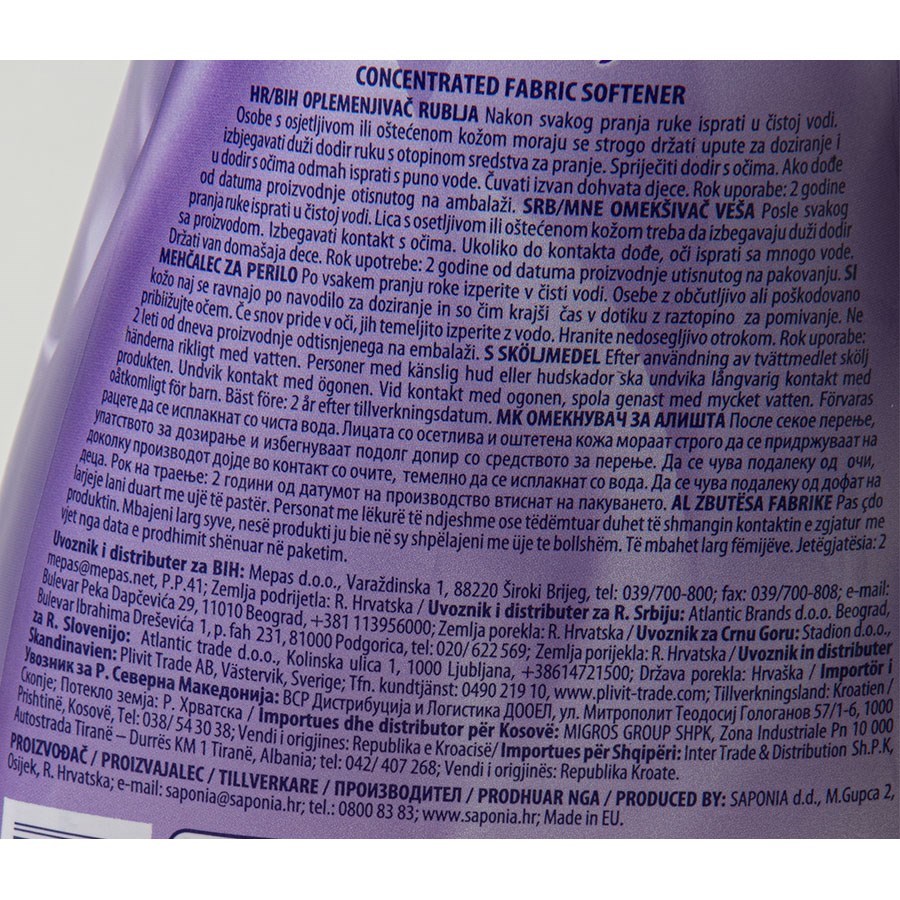 CONCENTRATED FABRIC SOFTENER
HR/BIH OPLEMENJIVAČ RUBLJA Nakon svakog pranja ruke isprati u čistoj vodi.
Osobe s osjetljivom ili oštećenom kožom moraju se strogo držati upute za doziranje i
izbjegavati duži dodir ruku s otopinom sredstva za pranje. Spriječiti dodir s očima. Ako dođe
u dodir s očima odmah isprati s puno vode. Čuvati izvan dohvata djece. Rok uporabe: 2 godine
od datuma proizvodnje otisnutog na ambalaži. SRB/MNE OMEKŠIVAČ VEŠA Posle svakog
pranja ruke isprati u čistoj vodi. Lica s osetljivom ili oštećenom kožom treba da izbegavaju duži dodir
sa proizvodom. Izbegavati kontakt s očima. Ukoliko do kontakta dođe, oči isprati sa mnogo vode.
Držati van domašaja dece. Rok upotrebe: 2 godine od datuma proizvodnje utisnutog na pakovanju. SI
MEHČALEC ZA PERILO Po vsakem pranju roke izperite v čisti vodi. Osebe z občutljivo ali poškodovano
kožo naj se ravnajo po navodilo za doziranje in so čim krajši čas v dotiku z raztopino za pomivanje. Ne
približujte očem. Če snov pride v oči, jih temeljito izperite z vodo. Hranite nedosegljivo otrokom. Rok uporabe:
2 leti od dneva proizvodnje odtisnjenega na embalaži. S SKÖLJMEDEL Efter användning av tvättmedlet skölj
händerna rikligt med vatten. Personer med känslig hud eller hudskador ska undvika långvarig kontakt med
produkten. Undvik kontakt med ögonen. Vid kontakt med ogonen, spola genast med mycket vatten. Förvaras
oåtkomligt för barn. Bäst före: 2 år efter tillverkningsdatum. МК ОМЕКНУВАЧ ЗА АЛИШТА После секое перење,
рацете да се исплакнат со чиста вода. Лицата со осетлива и оштетена кожа мораат строго да се придржуваат на
упатството за дозирање и избегнуваат подолг допир со средството за перење. Да се чува подалеку од очи,
доколку производот дојде во контакт со очите, темелно да се исплакнат со вода. Да се чува подалеку од дофат на
деца. Рок на траење: 2 години од датумот на производство втиснат на пакувањето. AL ZBUTËSA FABRIKE Pas çdo
larjeje lani duart me ujë të pastër. Personat me lëkurë të ndjeshme ose tëdëmtuar duhet të shmangin kontaktin e zgjatur me
produktin. Mbajeni larg syve, nesë produkti ju bie në sy shpëlajeni me üje te bollshëm. Të mbahet larg fëmijëve. Jetëgjatësia: 2
vjet nga data e prodhimit shënuar në paketim.
Uvoznik i distributer za BIH: Mepas d.o.o., Varaždinska 1, 88220 Široki Brijeg, tel: 039/700-800; fax: 039/700-808; e-mail:
mepas@mepas.net, P.P.41; Zemlja podrijetla: R. Hrvatska / Uvoznik i distributer za R. Srbiju: Atlantic Brands d.o.o. Beograd,
Bulevar Peka Dapčevića 29, 11010 Beograd, +381 113956000; Zemlja porekla: R. Hrvatska / Uvoznik za Crnu Goru: Stadion d.o.o.,
Bulevar Ibrahima Dreševića 1, p. fah 231, 81000 Podgorica, tel: 020/ 622 569; Zemlja porijekla: R. Hrvatska / Uvoznik in distributer
za R. Slovenijo: Atlantic trade d.o.o., Kolinska ulica 1, 1000 Ljubljana, +38614721500; Država porekla: Hrvaška / Importör i
Skandinavien: Plivit Trade AB, Västervik, Sverige; Tfn. kundtjänst: 0490 219 10, www.plivit-trade.com; Tillverkningsland: Kroatien /
Увозник за Р. Северна Македонија: ВСР Дистрибуција и Логистика ДООЕЛ, ул. Митрополит Теодосиј Гологанов 57/1-6, 1000
Скопје; Потекло земја: Р. Хрватска / Importues dhe distributor për Kosovë: MIGROS GROUP SHPK, Zona Industriale Pn 10 000
Prishtinë, Kosovë, Tel: 038/ 54 30 38; Vendi i origjines: Republika e Kroacisë/ Importues për Shqipëri: Inter Trade & Distribution Sh.P.K,
Autostrada Tiranë – Durrës KM 1 Tiranë, Albania; tel: 042/ 407 268; Vendi i origjinës: Republika Kroate.
PROIZVOĐAČ / PROIZVAJALEC / TILLVERKARE / ПРОИЗВОДИТЕЛ / PRODHUAR NGA / PRODUCED BY: SAPONIA d.d., M.Gupca 2,
Osijek, R. Hrvatska; e-mail: saponia@saponia.hr; tel.: 0800 83 83; www.saponia.hr; Made in EU.